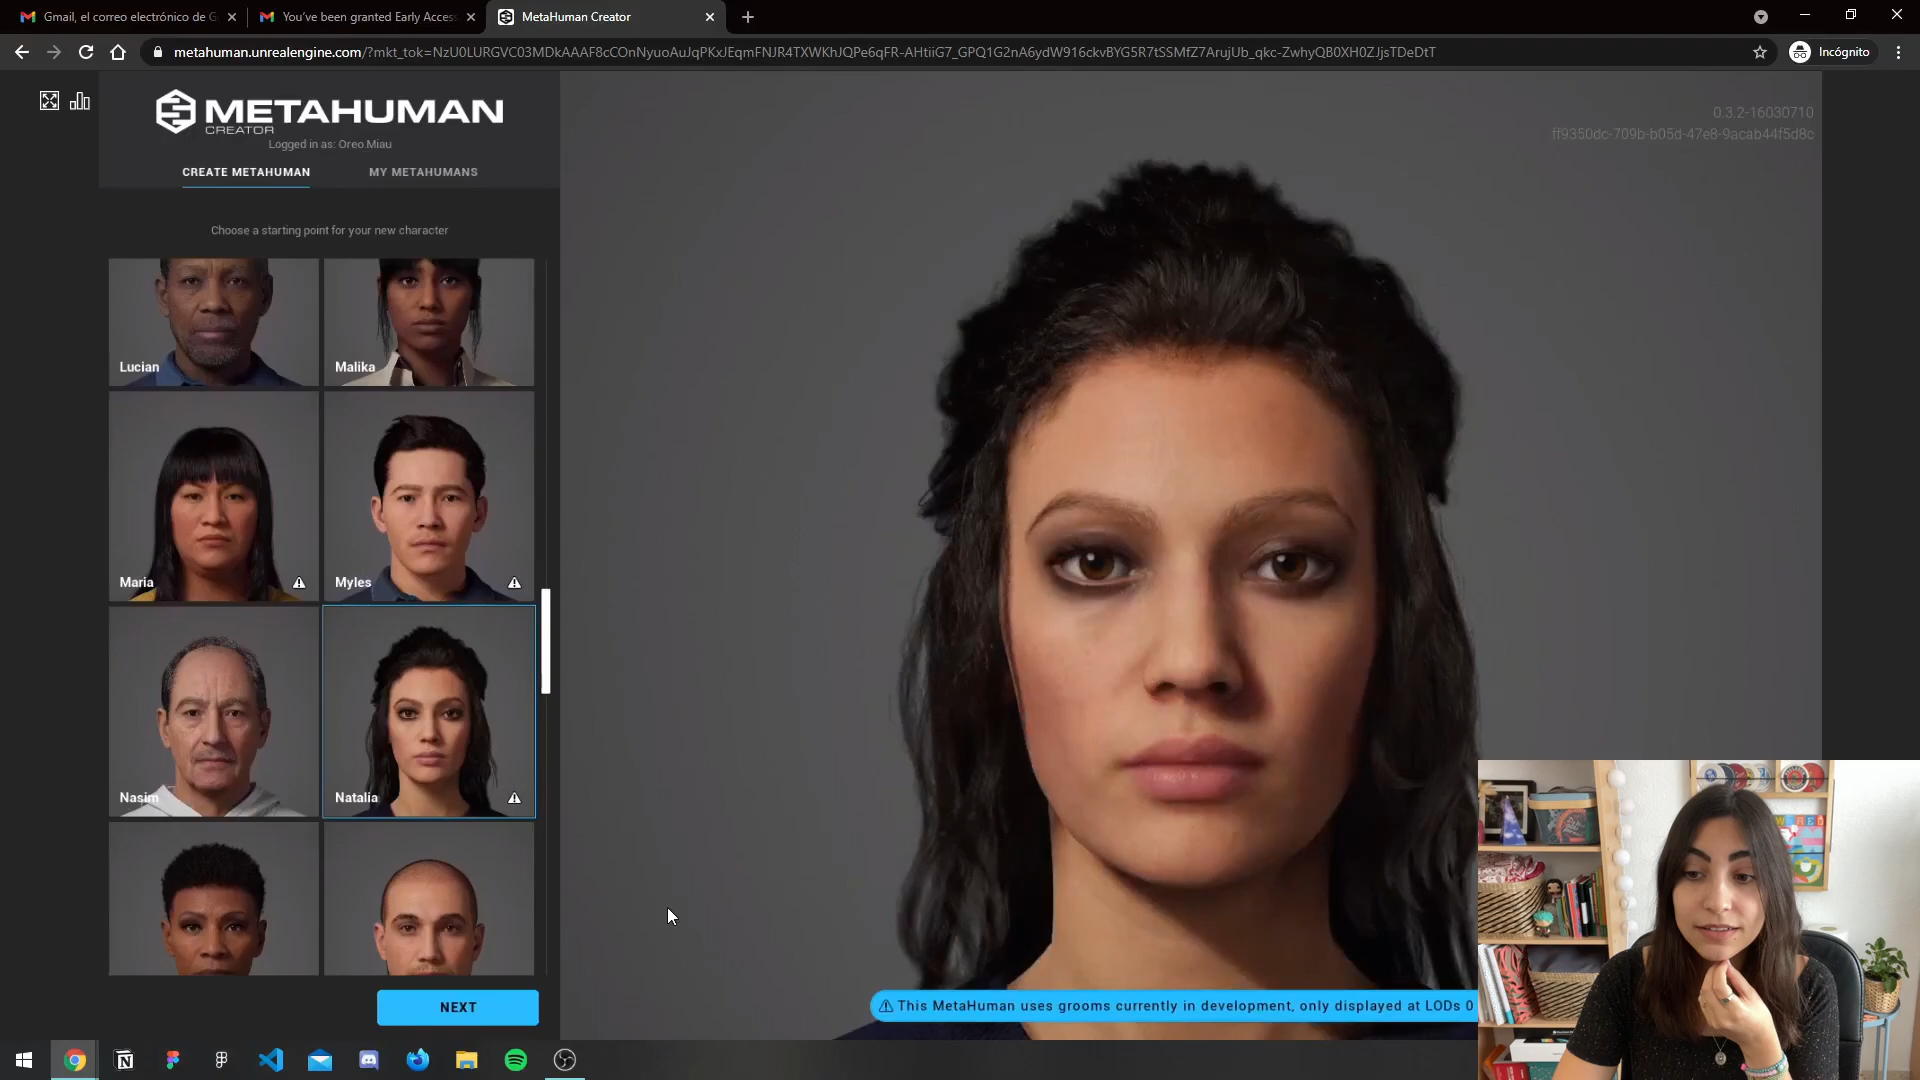 Gmail, el correo electrónico de G
You've been granted Early Access
MetaHuman Creator
metahuman.unrealengine.com/?mkt_tok=NzU0LURGVC03MDkAAAF8cCOnNyuoAuJqPKxJEqmFNJR4TXWKhJQPe6qFR-AHtiiG7_GPQ1G2nA6ydW916ckvBYG5R7tSSMfZ7ArujUb_qkc-ZwhyQB0XH0ZJjsTDeDtT
Incógnito
METAHUMAN
CREATOR
Logged in as: Oreo.Miau
CREATE METAHUMAN
MY METAHUMANS
0.3.2-16030710
ff9350dc-709b-b05d-47e8-9acab44f5d8c
Choose a starting point for your new character
Lucian
Malika
Maria
Myles
Nasim
Natalia
NEXT
This MetaHuman uses grooms currently in development, only displayed at LODs 0